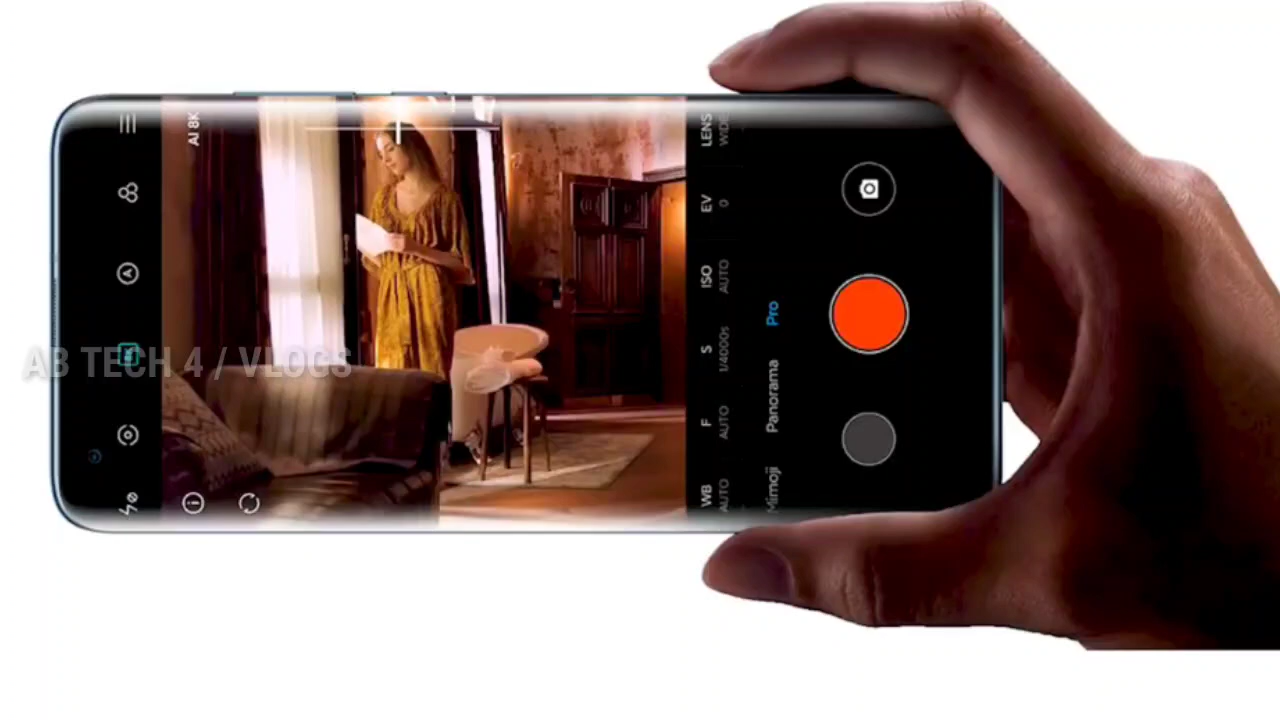 AI 8K
LENS
WIDE
EV
0
ISO
AUTO
S
1/4000s
F
AUTO
WB
AUTO
Pro
Panorama
Mimoji
AB TECH 4 / VLOGS